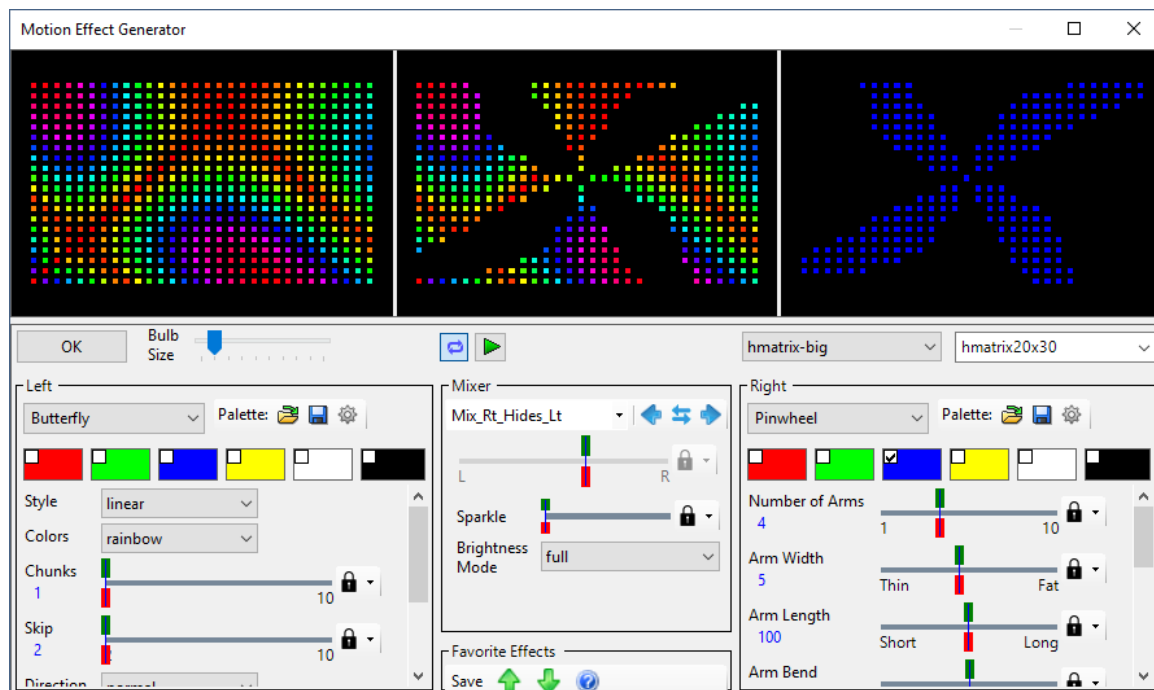 Motion Effect Generator
OK
Bulb
Size
hmatrix-big
hmatrix20x30
Left
Butterfly
Palette:
Style
linear
Colors
rainbow
Chunks
1
10
Skip
2
10
Direction
normal
Mixer
Mix_Rt_Hides_Lt
L
R
Sparkle
Brightness
Mode
full
Favorite Effects
Save
Right
Pinwheel
Palette:
Number of Arms
4
1
10
Arm Width
5
Thin
Fat
Arm Length
100
Short
Long
Arm Bend